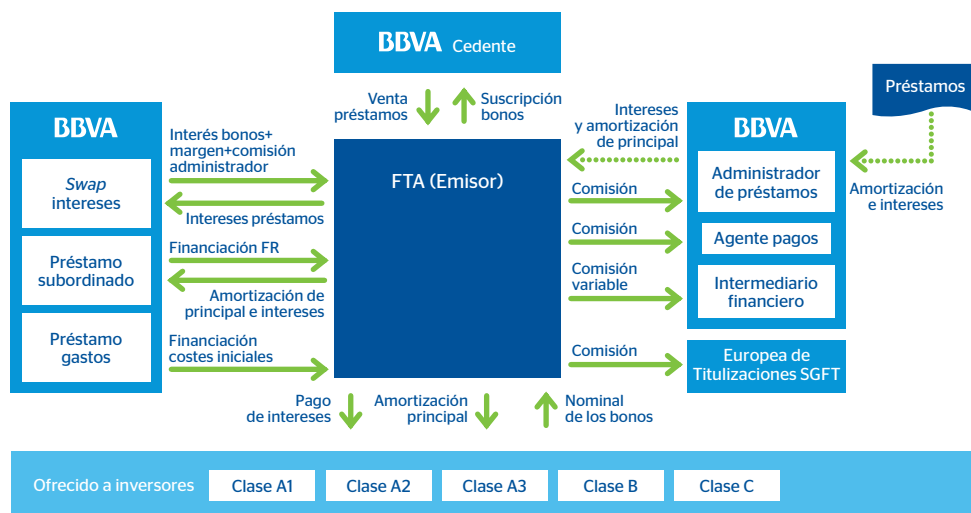 BBVA Cedente
Venta
préstamos
Suscripción
bonos
Préstamos
BBVA
Swap
intereses
Préstamo
subordinado
Préstamo
gastos
Interés bonos+
margen+comisión
administrador
Intereses préstamos
Financiación FR
Amortización de
principal e intereses
Financiación
costes iniciales
FTA (Emisor)
Intereses
y amortización
de principal
Comisión
Comisión
Comisión
variable
Comisión
BBVA
Administrador
de préstamos
Agente pagos
Intermediario
financiero
Amortización
e intereses
Europea de
Titulizaciones SGFT
Pago
de intereses
Amortización
principal
Nominal
de los bonos
Ofrecido a inversores
Clase A1
Clase A2
Clase A3
Clase B
Clase C